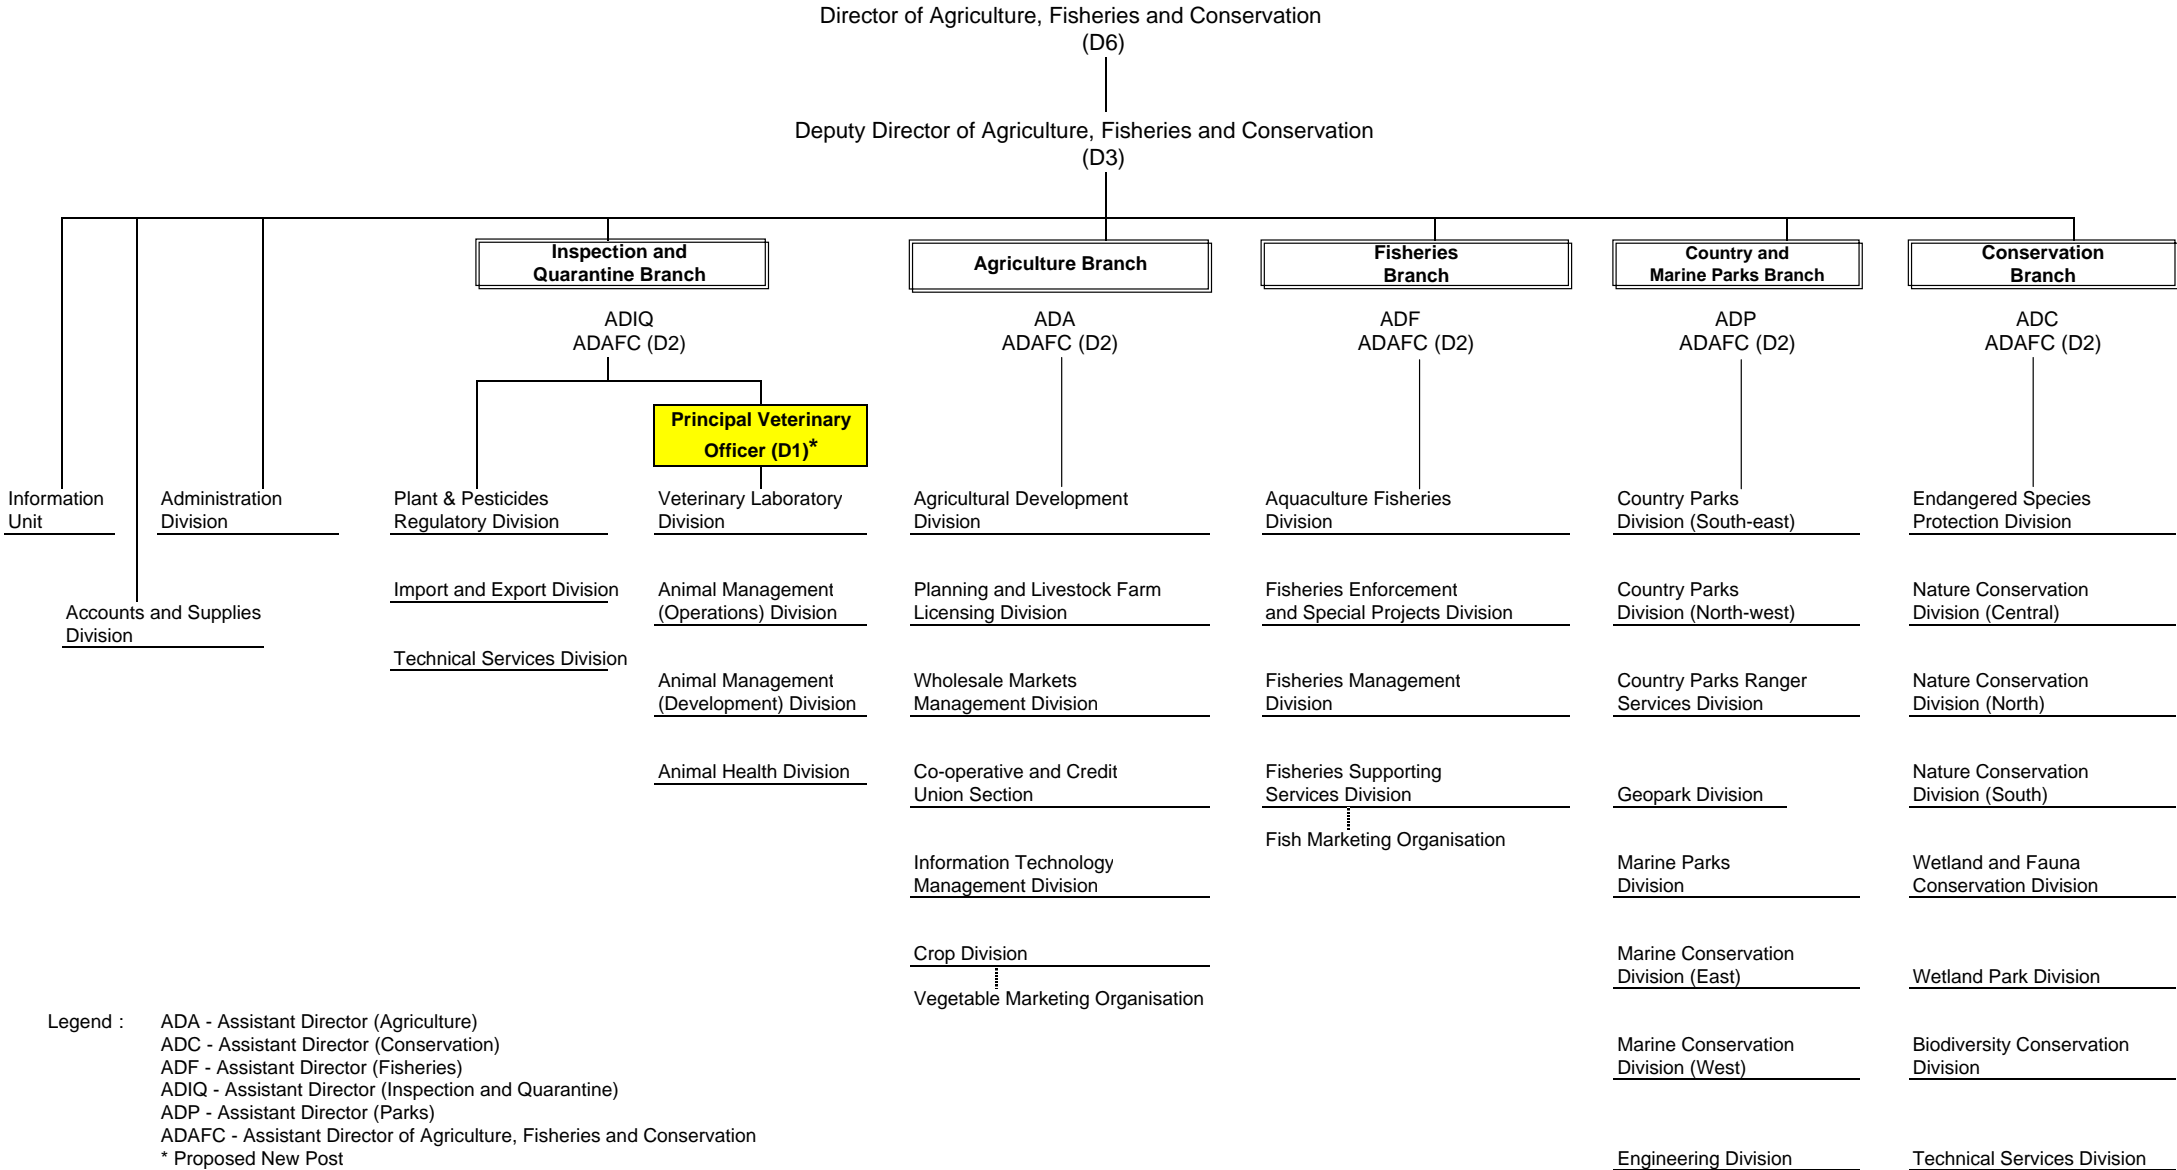 Director of Agriculture, Fisheries and Conservation
(D6)
Deputy Director of Agriculture, Fisheries and Conservation
(D3)
Information
Unit
Accounts and Supplies
Division
Administration
Division
Inspection and
Quarantine Branch
ADIQ
ADAFC (D2)
Plant & Pesticides
Regulatory Division
Import and Export Division
Technical Services Division
Principal Veterinary
Officer (D1)*
Veterinary Laboratory
Division
Animal Management
(Operations) Division
Animal Management
(Development) Division
Animal Health Division
Agriculture Branch
ADA
ADAFC (D2)
Agricultural Development
Division
Planning and Livestock Farm
Licensing Division
Wholesale Markets
Management Division
Co-operative and Credit
Union Section
Information Technology
Management Division
Crop Division
Vegetable Marketing Organisation
Fisheries
Branch
ADF
ADAFC (D2)
Aquaculture Fisheries
Division
Fisheries Enforcement
and Special Projects Division
Fisheries Management
Division
Fisheries Supporting
Services Division
Fish Marketing Organisation
Country and
Marine Parks Branch
ADP
ADAFC (D2)
Country Parks
Division (South-east)
Country Parks
Division (North-west)
Country Parks Ranger
Services Division
Geopark Division
Marine Parks
Division
Marine Conservation
Division (East)
Marine Conservation
Division (West)
Engineering Division
Conservation
Branch
ADC
ADAFC (D2)
Endangered Species
Protection Division
Nature Conservation
Division (Central)
Nature Conservation
Division (North)
Nature Conservation
Division (South)
Wetland and Fauna
Conservation Division
Wetland Park Division
Biodiversity Conservation
Division
Technical Services Division
Legend : ADA - Assistant Director (Agriculture)
ADC - Assistant Director (Conservation)
ADF - Assistant Director (Fisheries)
ADIQ - Assistant Director (Inspection and Quarantine)
ADP - Assistant Director (Parks)
ADAFC - Assistant Director of Agriculture, Fisheries and Conservation
* Proposed New Post